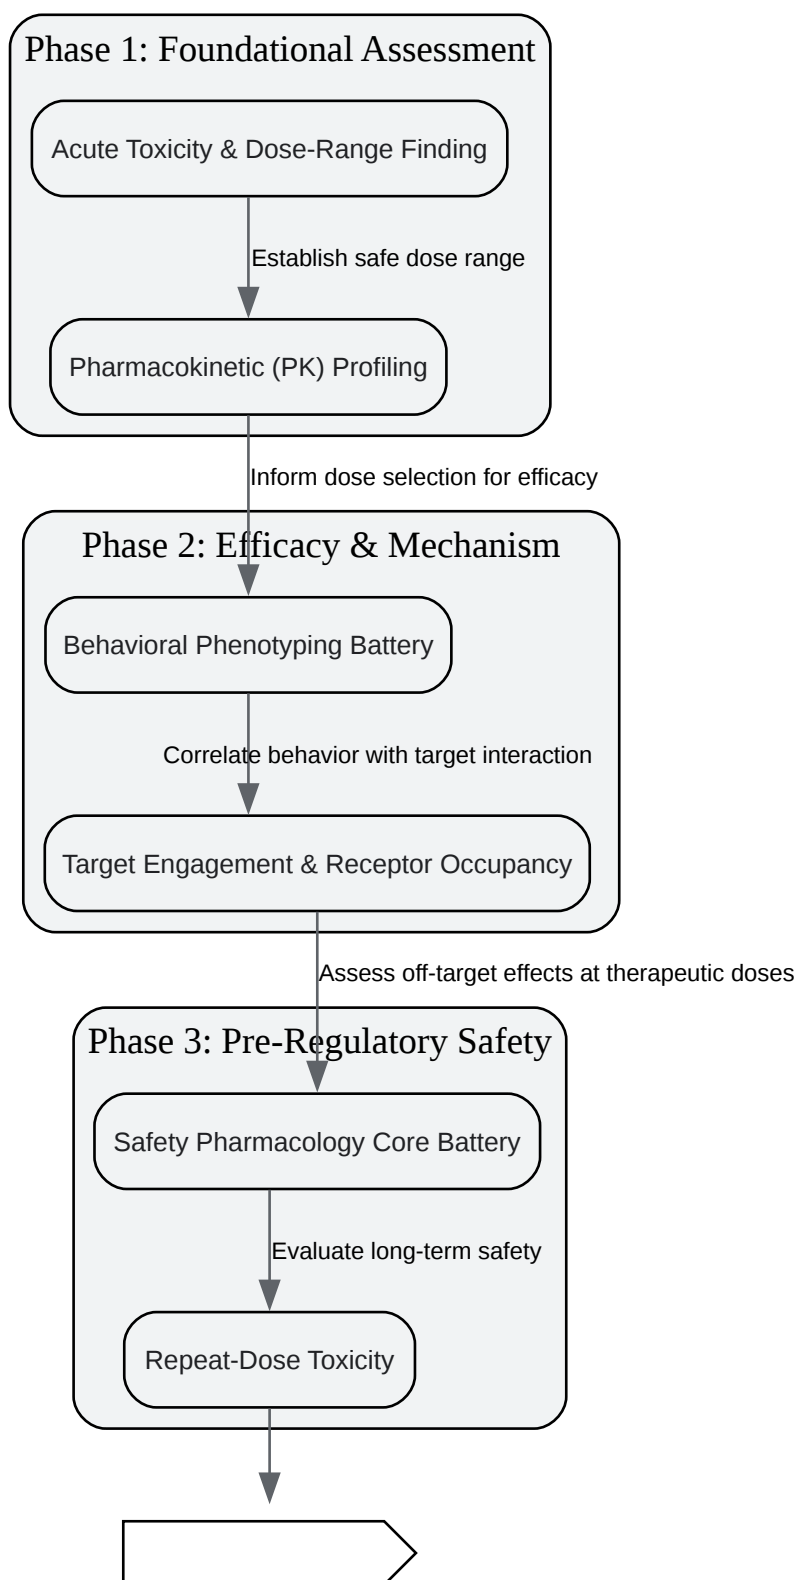 Phase 1: Foundational Assessment
Acute Toxicity & Dose-Range Finding
Establish safe dose range
Pharmacokinetic (PK) Profiling
Inform dose selection for efficacy
Phase 2: Efficacy & Mechanism
Behavioral Phenotyping Battery
Correlate behavior with target interaction
Target Engagement & Receptor Occupancy
Assess off-target effects at therapeutic doses
Phase 3: Pre-Regulatory Safety
Safety Pharmacology Core Battery
Evaluate long-term safety
Repeat-Dose Toxicity